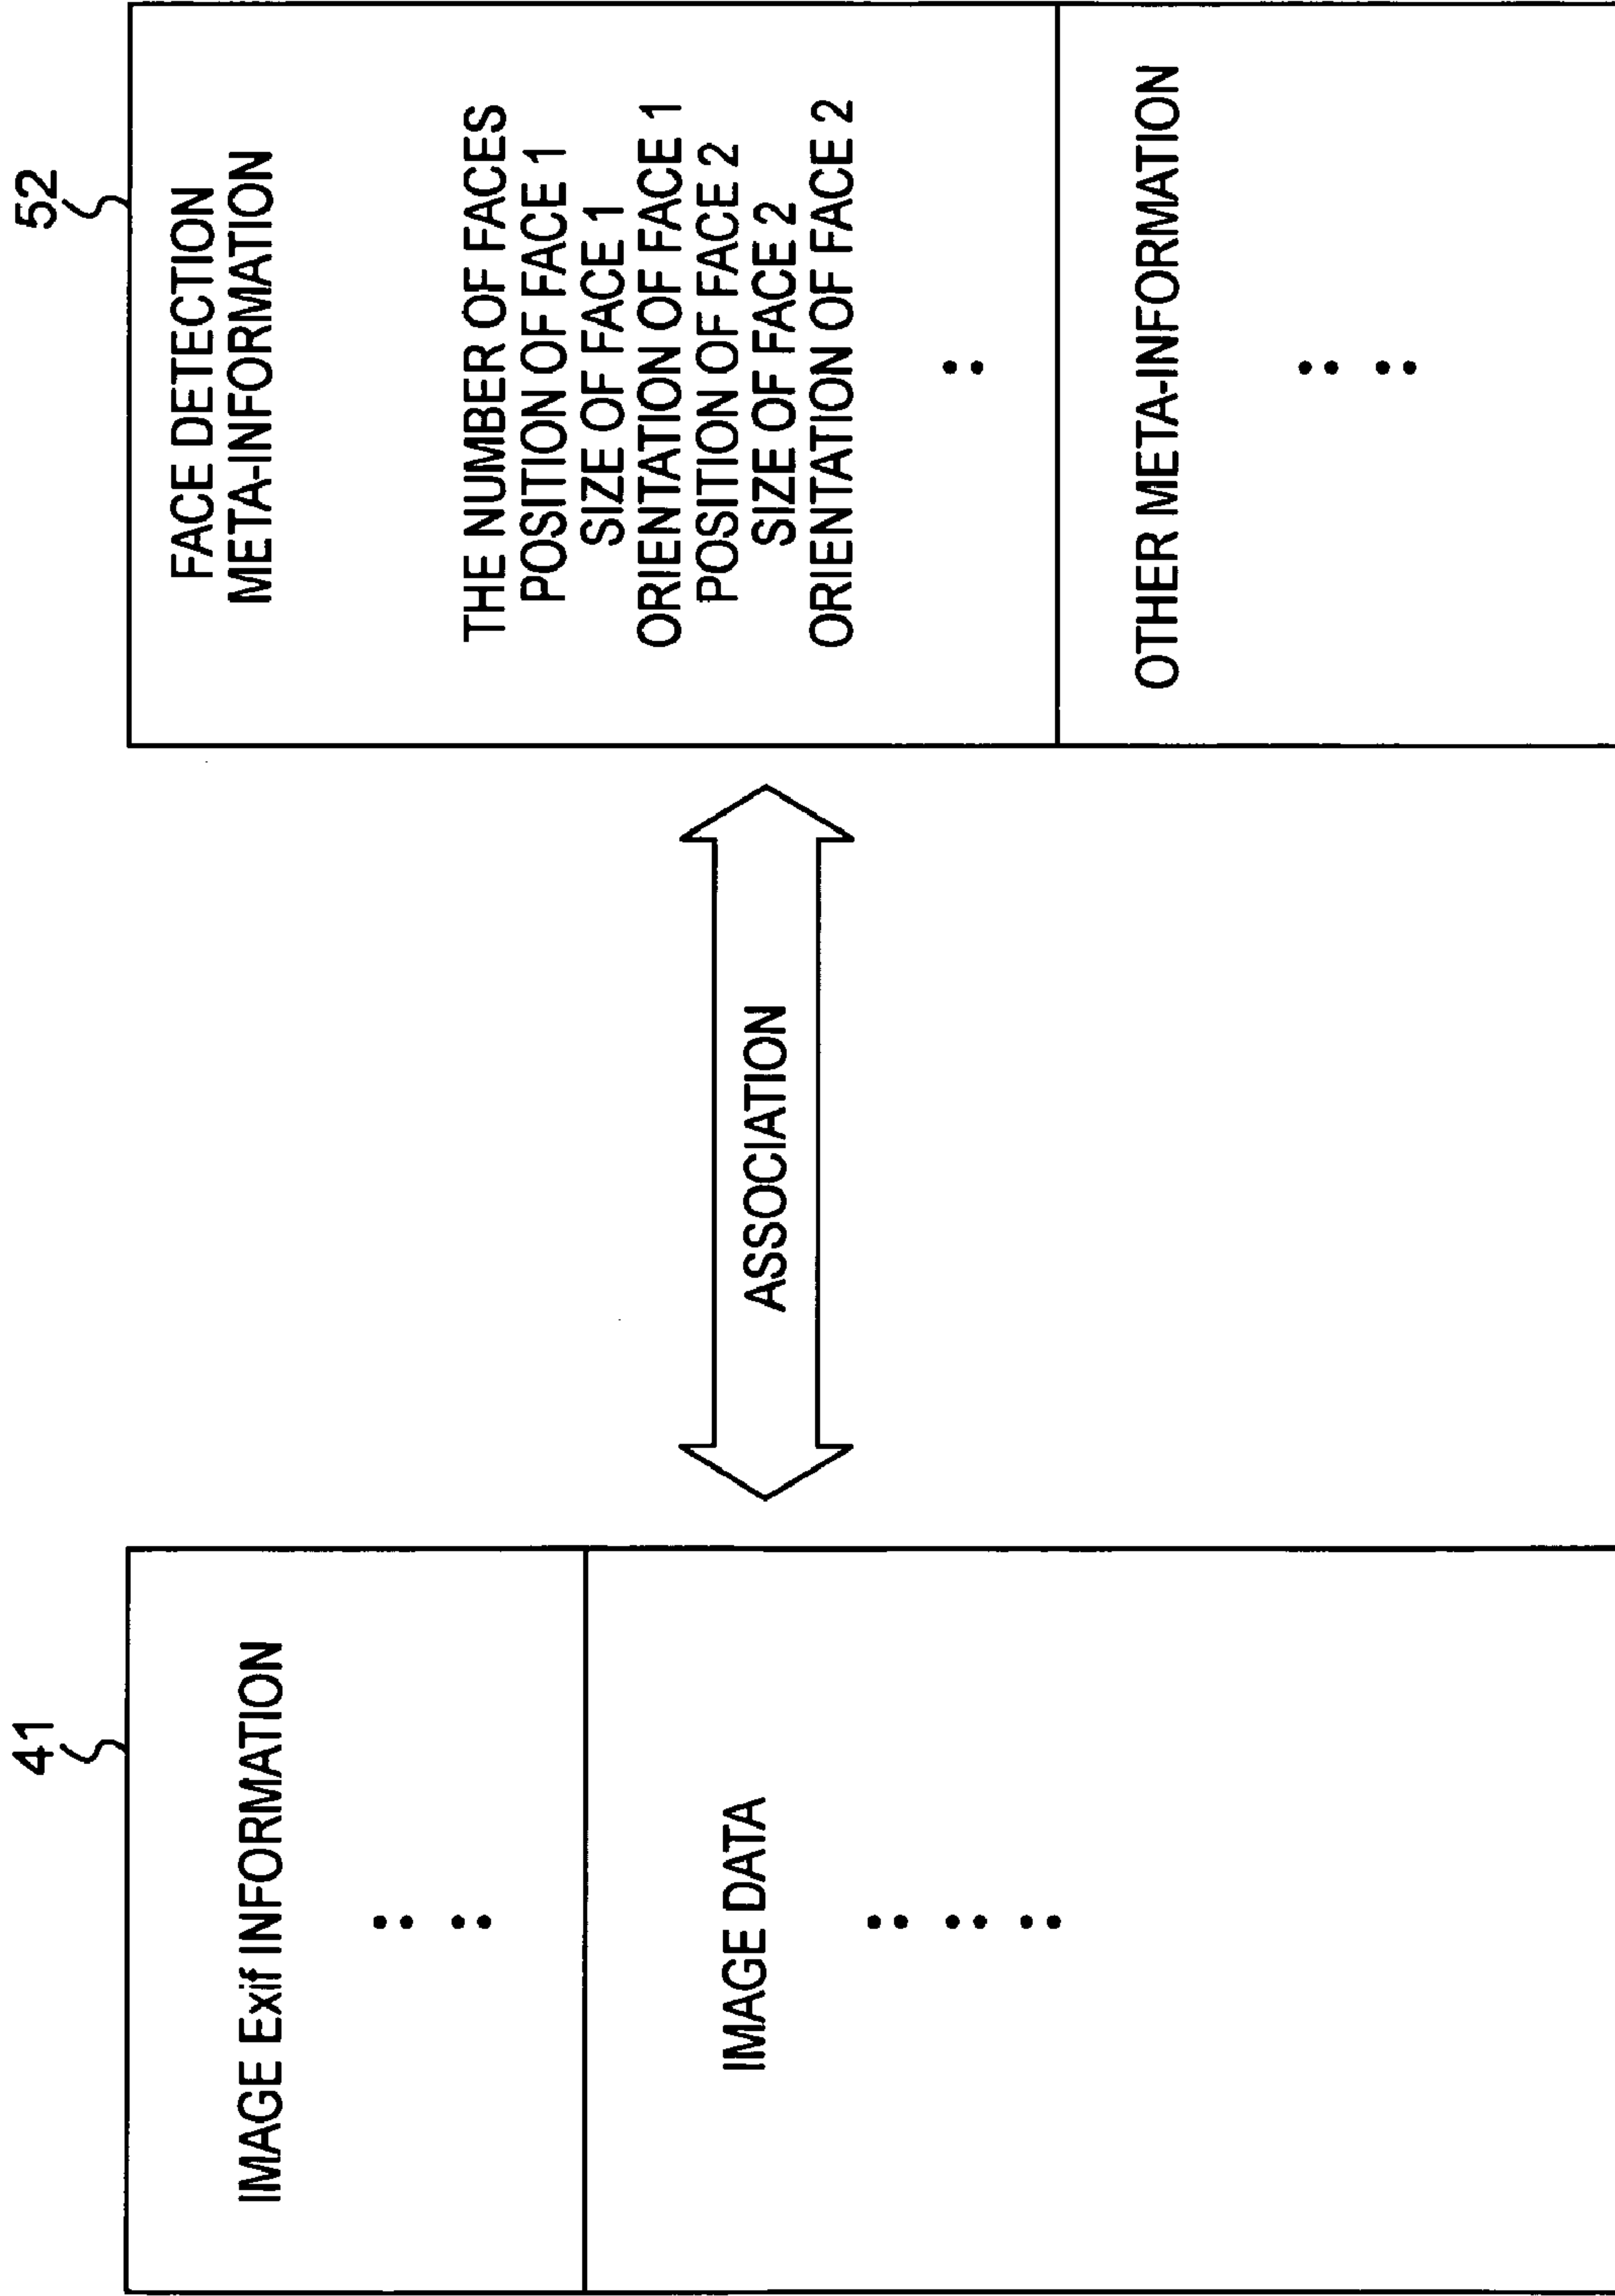 41
IMAGE Exif INFORMATION
IMAGE DATA
ASSOCIATION
52
FACE DETECTION
META-INFORMATION
THE NUMBER OF FACES
POSITION OF FACE 1
SIZE OF FACE 1
ORIENTATION OF FACE 1
POSITION OF FACE 2
SIZE OF FACE 2
ORIENTATION OF FACE 2
OTHER META-INFORMATION